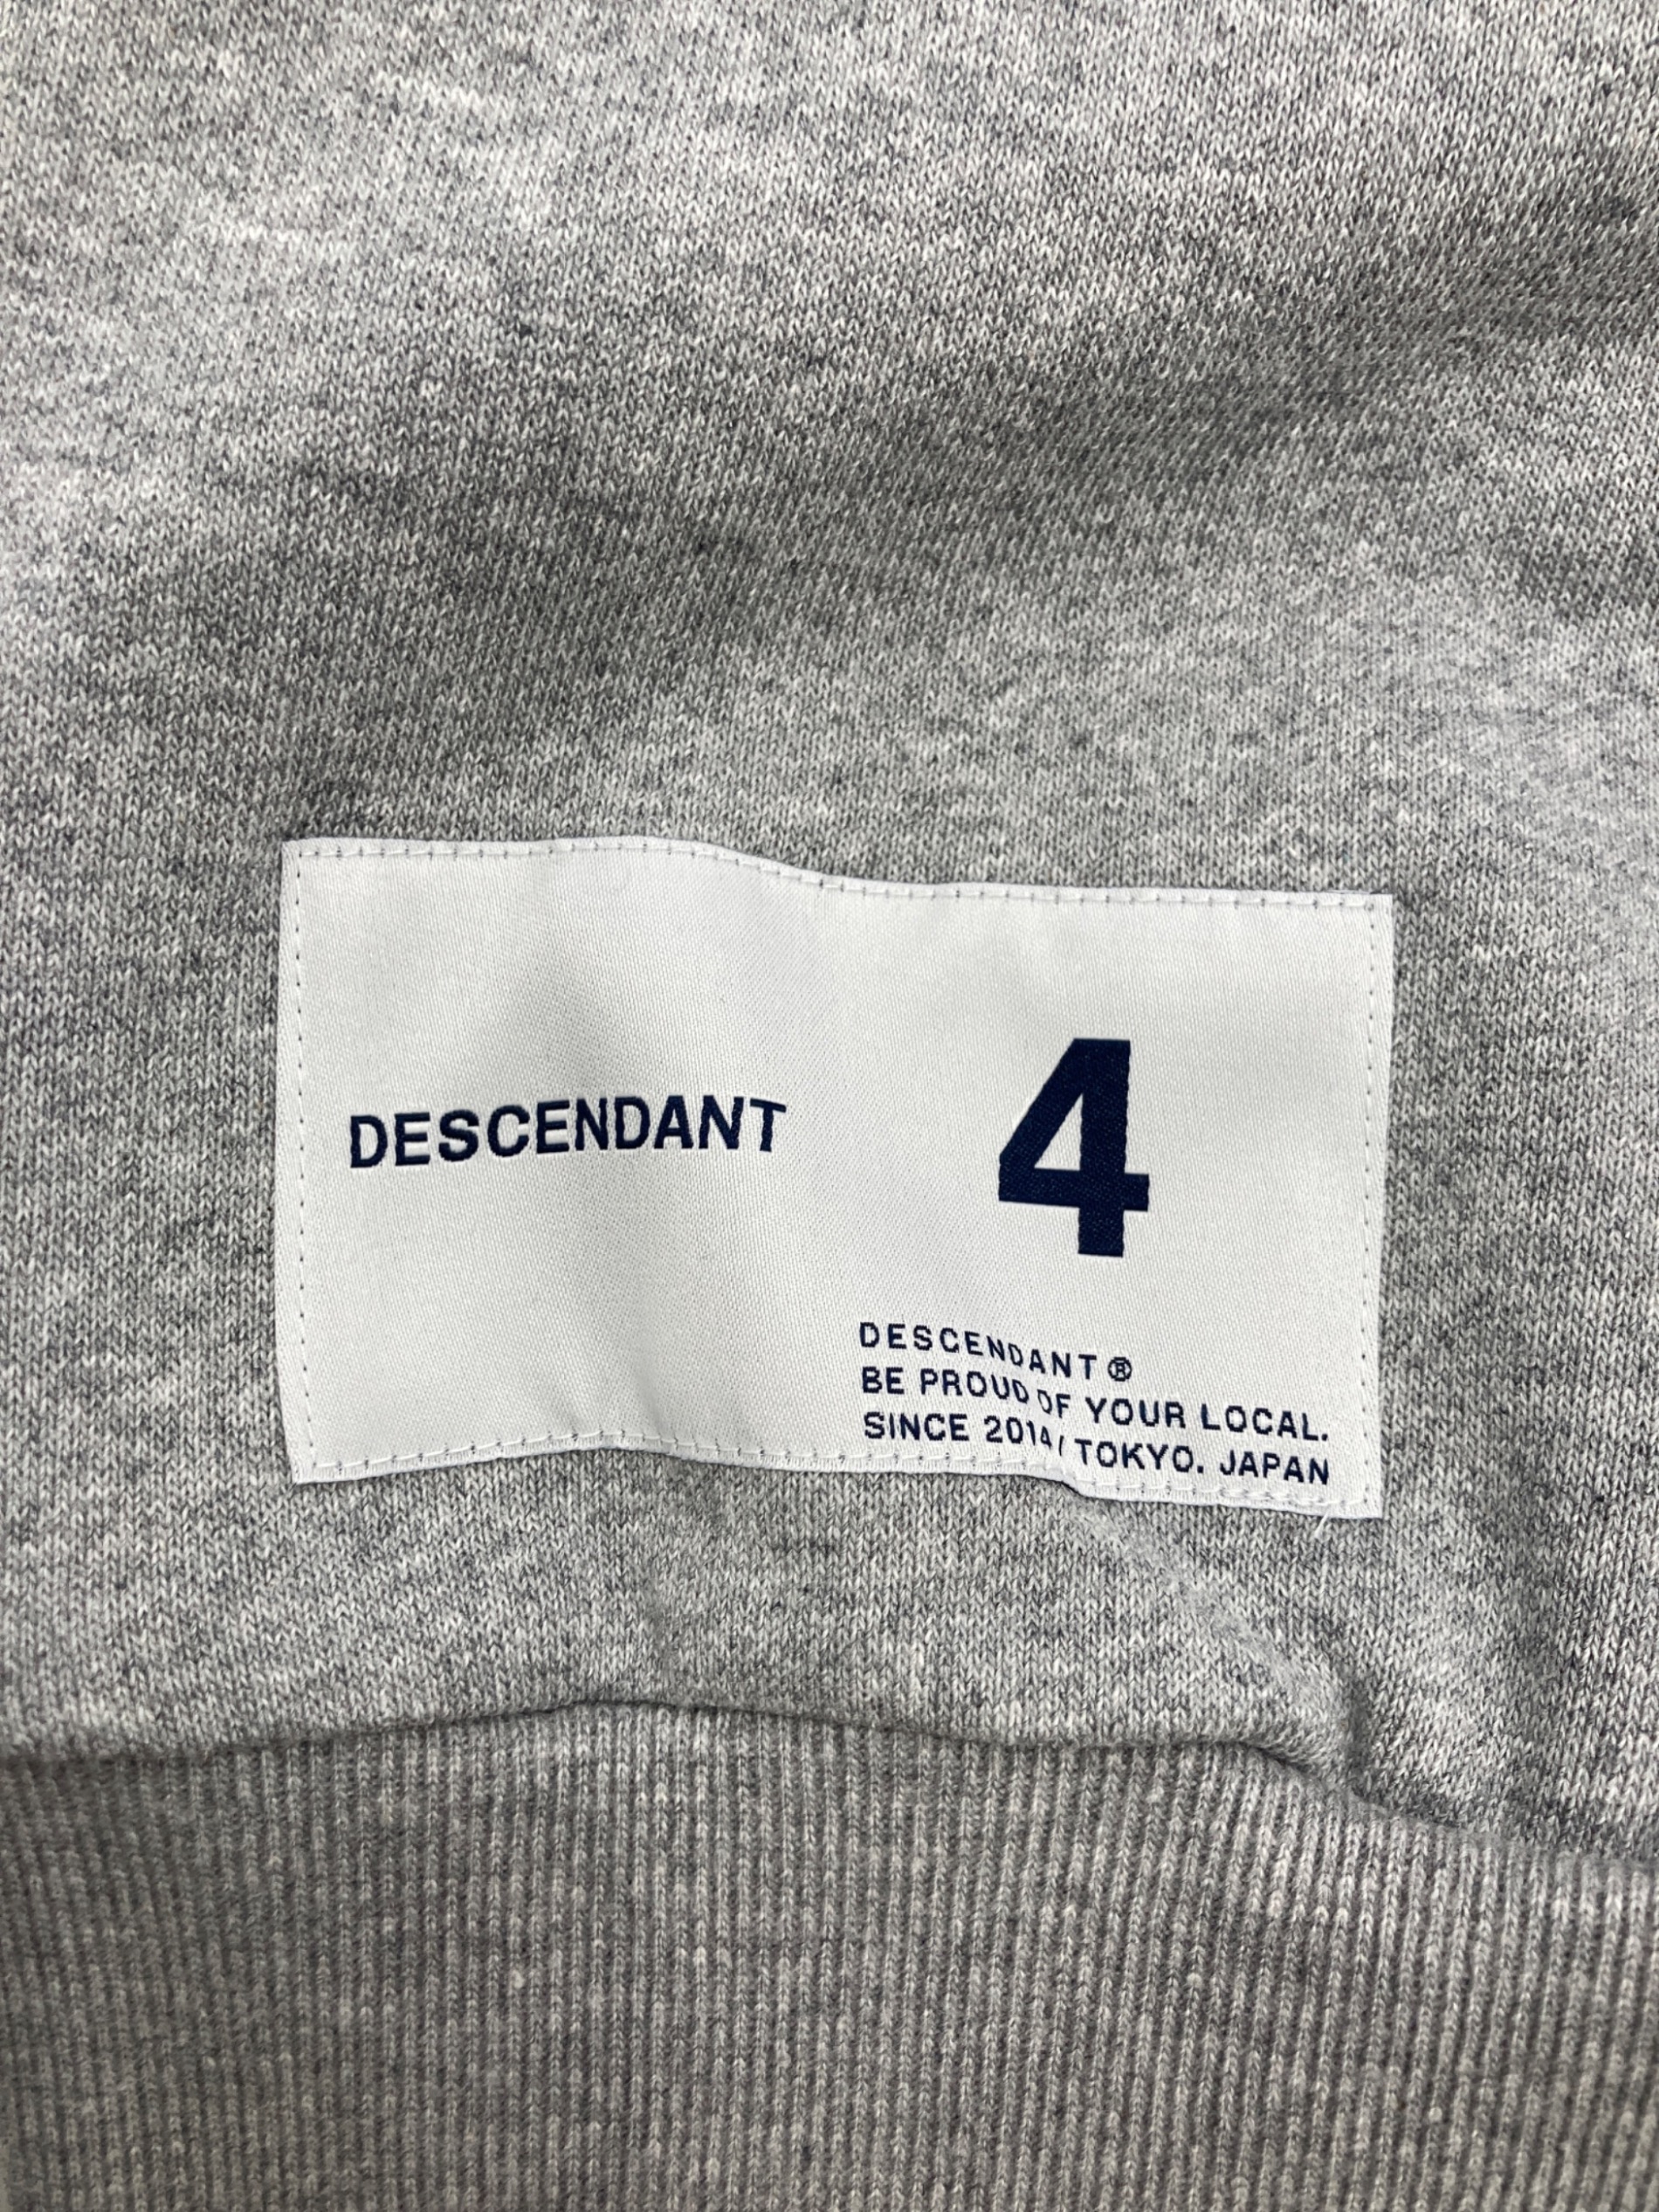 DESCENDANT
4
DESCENDANT®
BE PROUD OF YOUR LOCAL.
SINCE 2014/ TOKYO. JAPAN